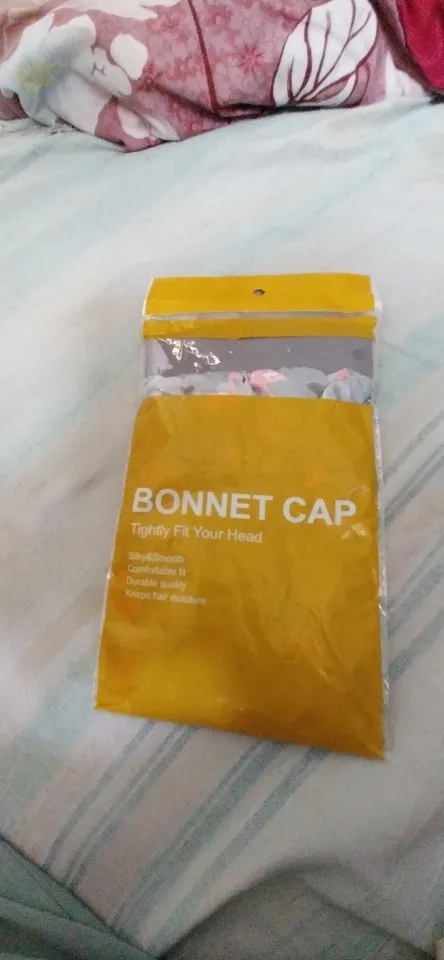 BONNET CAP
Tightly Fit Your Head
Silky&Smooth
Comfortable fit
Durable quality
Keeps hair moisture